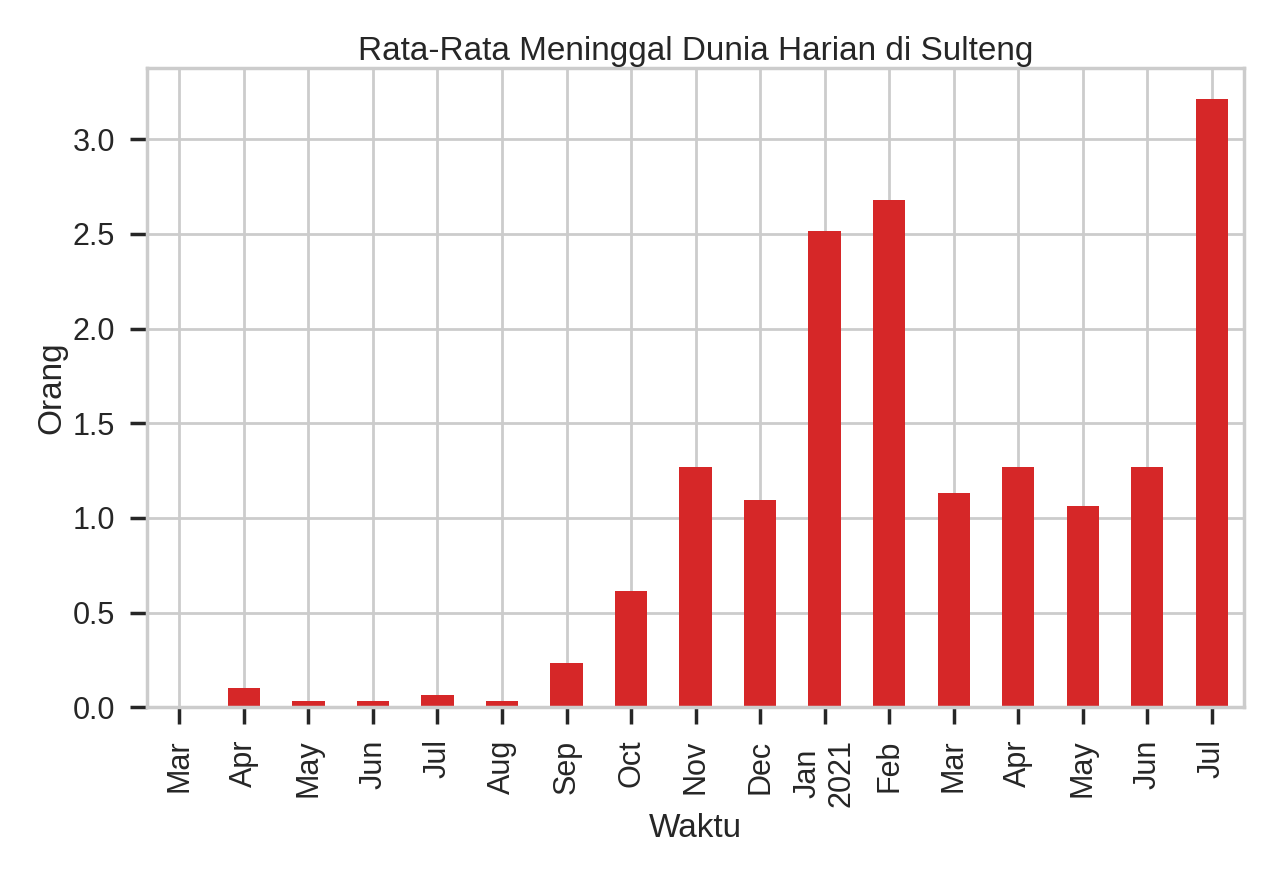 Rata-Rata Meninggal Dunia Harian di Sulteng
Orang
3.0
2.5
2.0
1.5
1.0
0.5
0.0
Mar
Apr
May
Jun
Jul
Aug
Sep
Oct
Nov
Dec
Jan
2021
Feb
Mar
Apr
May
Jun
Jul
Waktu